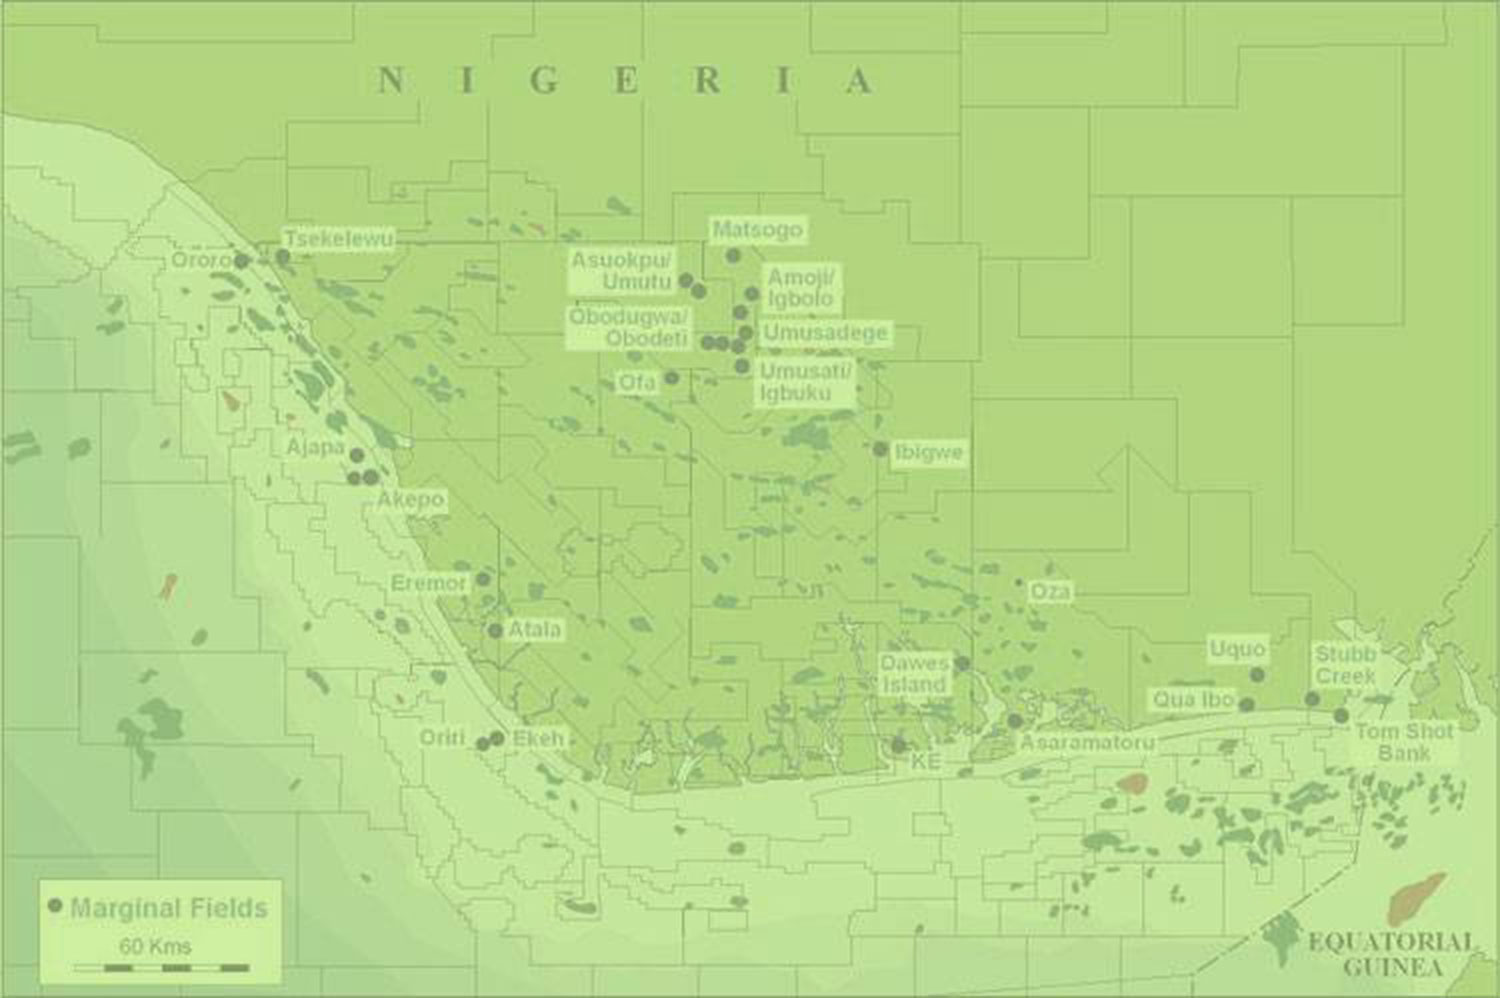 NIGERIA
Matsogo
Tsekelewu
Ororo
Asuokpu/
Umutu
Amoji/
Igbolo
Obodugwa/
Obodeti
Umusadege
Umusati/
Igbuku
Ofa
Ajapa
Ibigwe
Akepo
Eremor
Oza
Atala
Uquo
Stubb
Creek
Dawes
Island
Qua Ibo
Oriri
Ekeh
Asaramatoru
Tom Shot
Bank
KE
Marginal Fields
60 Kms
EQUATORIAL
GUINEA